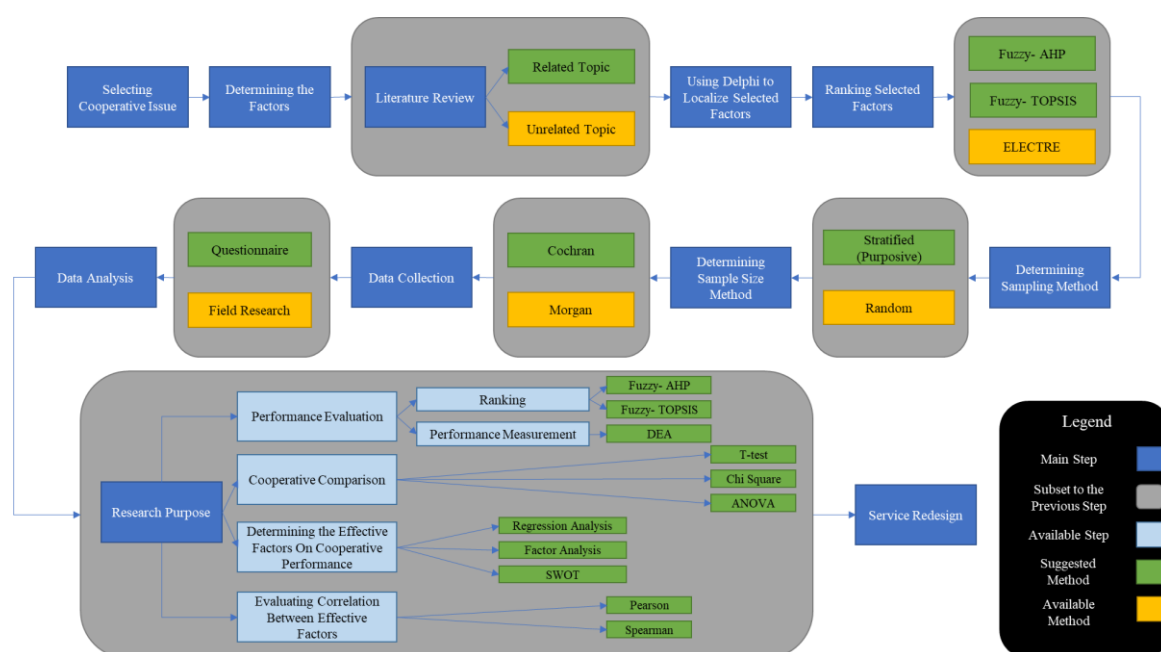 Selecting
Cooperative Issue
Determining the
Factors
Literature Review
Related Topic
Unrelated Topic
Using Delphi to
Localize Selected
Factors
Ranking Selected
Factors
Fuzzy- AHP
Fuzzy- TOPSIS
ELECTRE
Data Analysis
Questionnaire
Field Research
Data Collection
Cochran
Morgan
Determining
Sample Size
Method
Stratified
(Purposive)
Random
Determining
Sampling Method
Research Purpose
Performance Evaluation
Ranking
Fuzzy- AHP
Fuzzy- TOPSIS
Performance Measurement
DEA
Cooperative Comparison
T-test
Chi Square
ANOVA
Determining the Effective
Factors On Cooperative
Performance
Regression Analysis
Factor Analysis
SWOT
Evaluating Correlation
Between Effective
Factors
Pearson
Spearman
Service Redesign
Legend
Main Step
Subset to the
Previous Step
Available Step
Suggested
Method
Available
Method